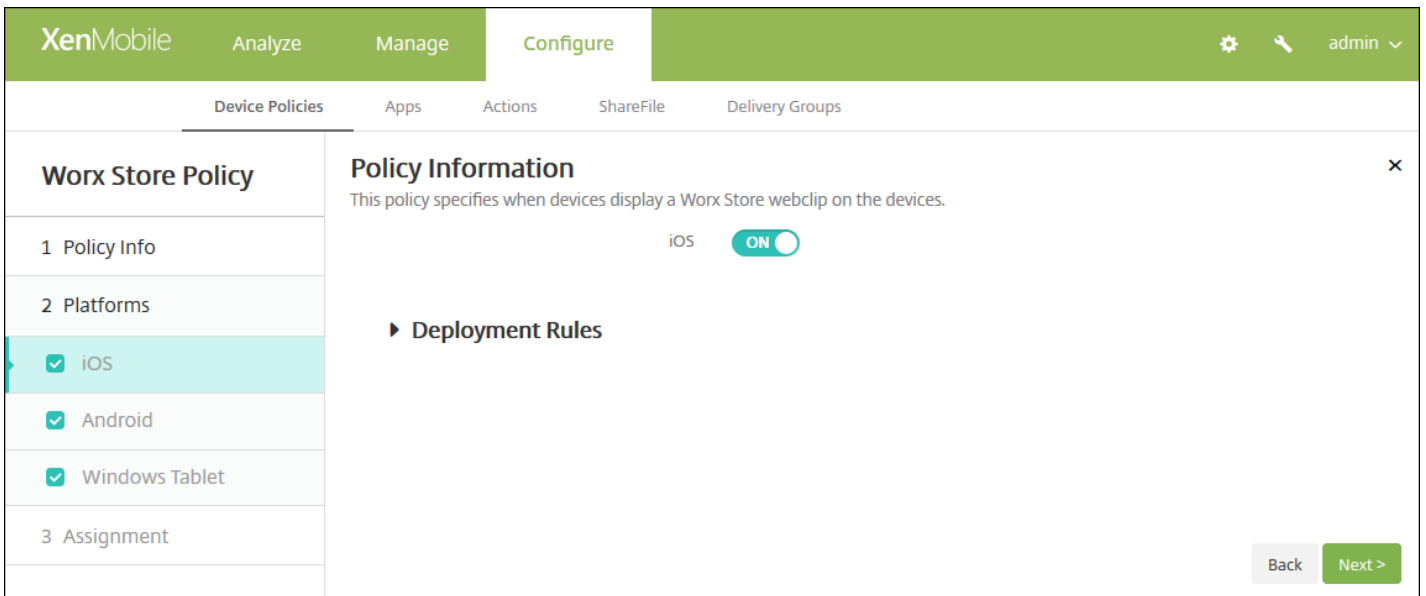 XenMobile Analyze Manage Configure admin
Device Policies Apps Actions ShareFile Delivery Groups
Worx Store Policy
1 Policy Info
2 Platforms
iOS
Android
Windows Tablet
3 Assignment
Policy Information
This policy specifies when devices display a Worx Store webclip on the devices.
iOS ON
Deployment Rules
Back Next >